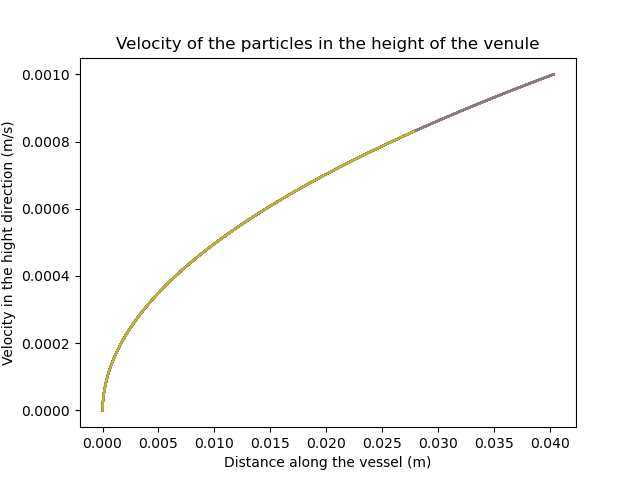 Velocity of the particles in the height of the venule
Velocity in the hight direction (m/s)
0.0010
0.0008
0.0006
0.0004
0.0002
0.0000
0.000 0.005 0.010 0.015 0.020 0.025 0.030 0.035 0.040
Distance along the vessel (m)